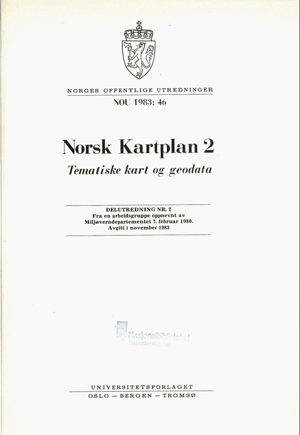 NORGES OFFENTLIGE UTREDNINGER
NOU 1983: 46
Norsk Kartplan 2
Tematiske kart og geodata
DELUTREDNING NR. 2
Fra en arbeidsgruppe oppnevnt av
Miljøverndepartementet 7. februar 1980.
Avgitt i november 1983
Nasjonalbiblioteket
UNIVERSITETSFORLAGET
OSLO — BERGEN — TROMSØ